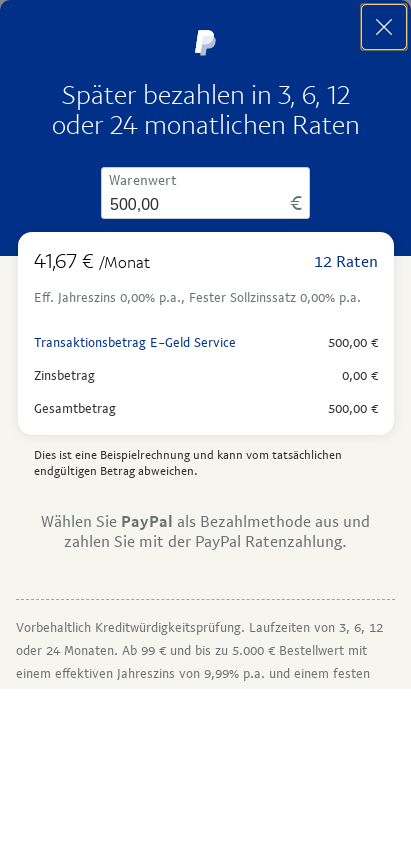 Später bezahlen in 3, 6, 12
oder 24 monatlichen Raten
Warenwert
500,00 €
41,67 € /Monat 12 Raten
Eff. Jahreszins 0,00% p.a., Fester Sollzinssatz 0,00% p.a.
Transaktionsbetrag E-Geld Service 500,00 €
Zinsbetrag 0,00 €
Gesamtbetrag 500,00 €
Dies ist eine Beispielrechnung und kann vom tatsächlichen
endgültigen Betrag abweichen.
Wählen Sie PayPal als Bezahlmethode aus und
zahlen Sie mit der PayPal Ratenzahlung.
Vorbehaltlich Kreditwürdigkeitsprüfung. Laufzeiten von 3, 6, 12
oder 24 Monaten. Ab 99 € und bis zu 5.000 € Bestellwert mit
einem effektiven Jahreszins von 9,99% p.a. und einem festen